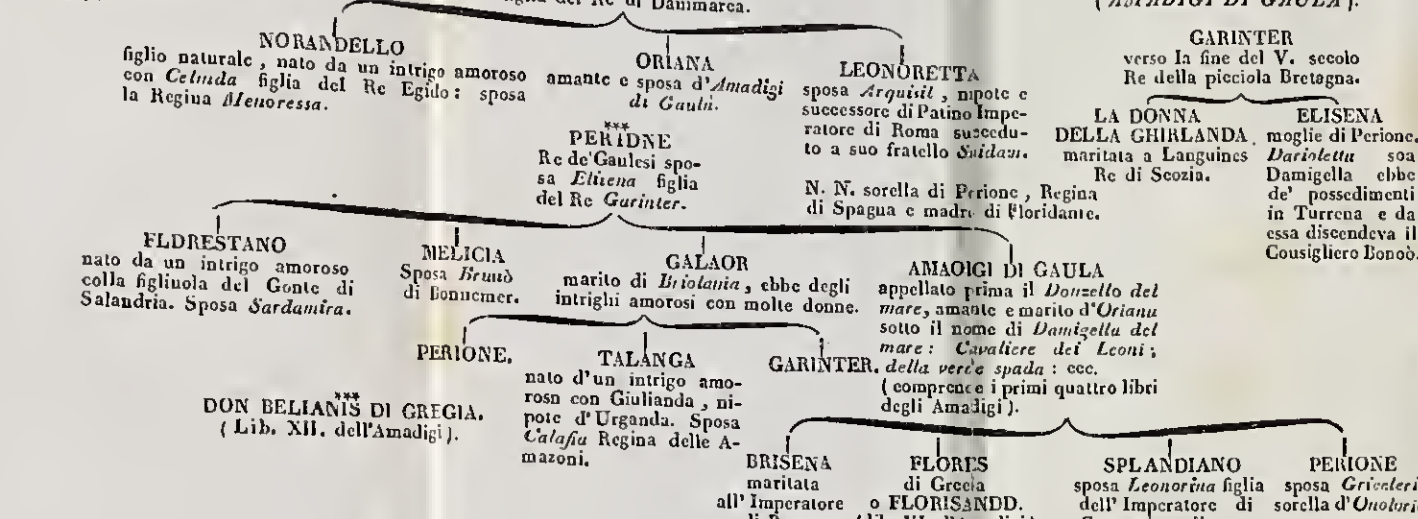 figlia del Re di Danimarca.
( AMADIGI DI GAULA ).
NORANDELLO
figlio naturale , nato da un intrigo amoroso
con Celinda figlia del Re Egido : sposa
la Regina Menoressa.
ORIANA
amante e sposa d'Amadigi
di Gaula.
LEONORETTA
sposa Arquisil , nipote e
successore di Patino Impe-
ratore di Roma succedu-
to a suo fratello Suidan.
N. N. sorella di Perione , Regina
di Spagna e madre di Floridante.
GARINTER
verso la fine del V. secolo
Re della picciola Bretagna.
LA DONNA
DELLA GHIRLANDA.
maritata a Languines
Re di Scozia.
ELISENA
moglie di Perione.
Darioletta soa
Damigella ebbe
de' possedimenti
in Turrena e da
essa discendeva il
Consigliero Bonoò.
***
PERIONE
Re de'Gaulesi spo-
sa Elisena figlia
del Re Garinter.
FLORESTANO
nato da un intrigo amoroso
colla figliuola del Conte di
Salandria. Sposa Sardamira.
MELICIA
Sposa Brunò
di Bonnemer.
GALAOR
marito di Briolania , ebbe degli
intrighi amorosi con molte donne.
AMADIGI DI GAULA
appellato prima il Donzello del
mare, amante e marito d'Oriana
sotto il nome di Damigella del
mare : Cavaliere dei Leoni ;
della verde spada : ecc.
( comprende i primi quattro libri
degli Amadigi ).
PERIONE.
TALANGA
nato d'un intrigo amo-
roso con Giulianda , ni-
pote d'Urganda. Sposa
Calafia Regina delle A-
mazoni.
GARINTER.
***
DON BELIANIS DI GREGIA.
( Lib. XII. dell'Amadigi ).
BRISENA
maritata
all' Imperatore
FLORES
di Grecia
o FLORISANDO.
SPLANDIANO
sposa Leonorina figlia
dell' Imperatore di
PERIONE
sposa Gricileri
sorella d'Onolori